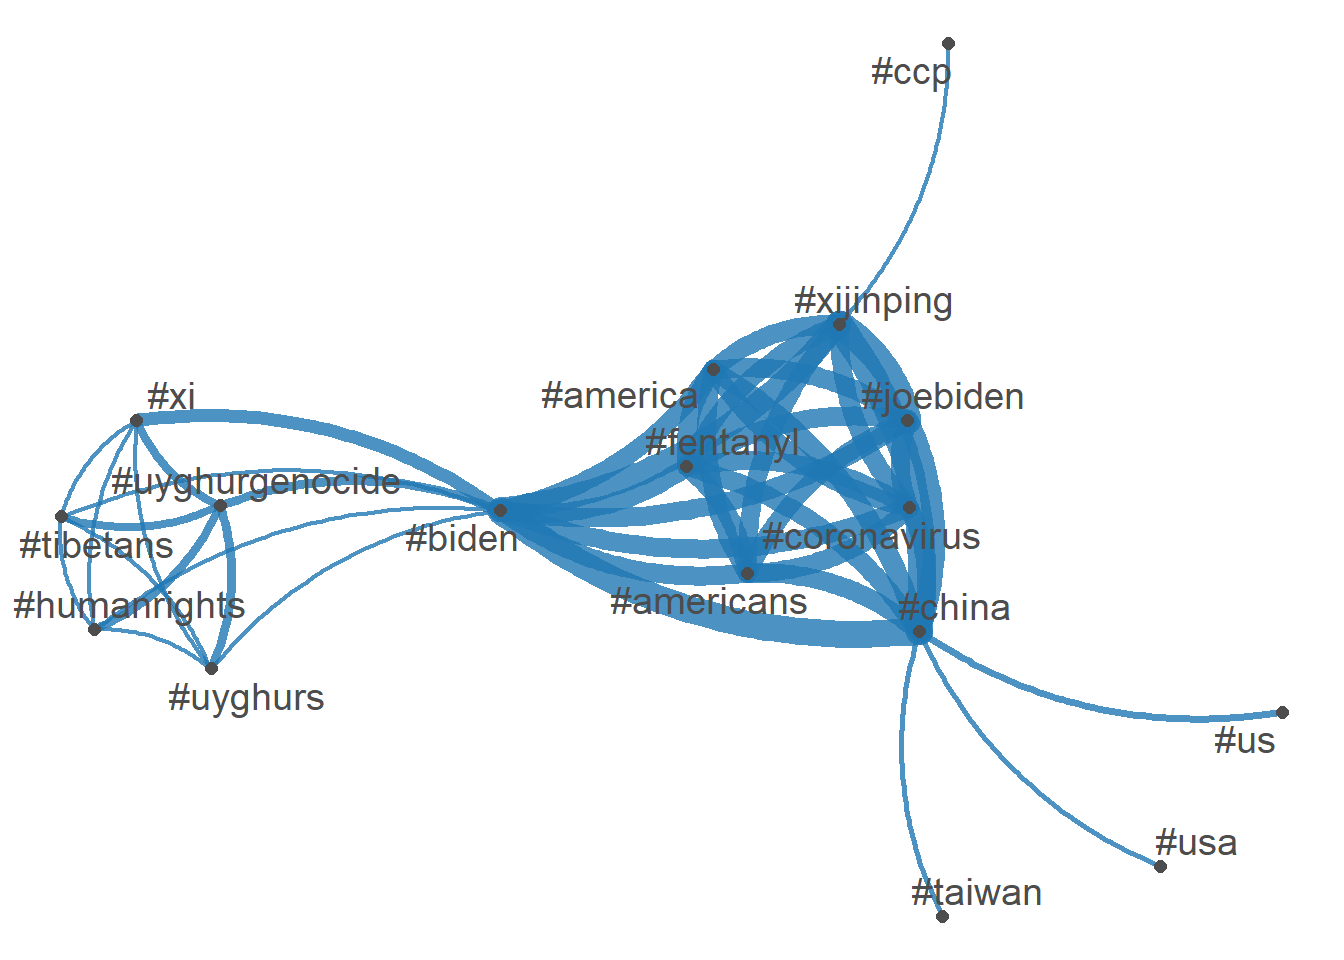 #ccp
#xijinping
#xi
#america
#joebiden
#fentanyl
#uyghurgenocide
#tibetans
#biden
#coronavirus
#humanrights
#americans
#china
#uyghurs
#us
#usa
#taiwan